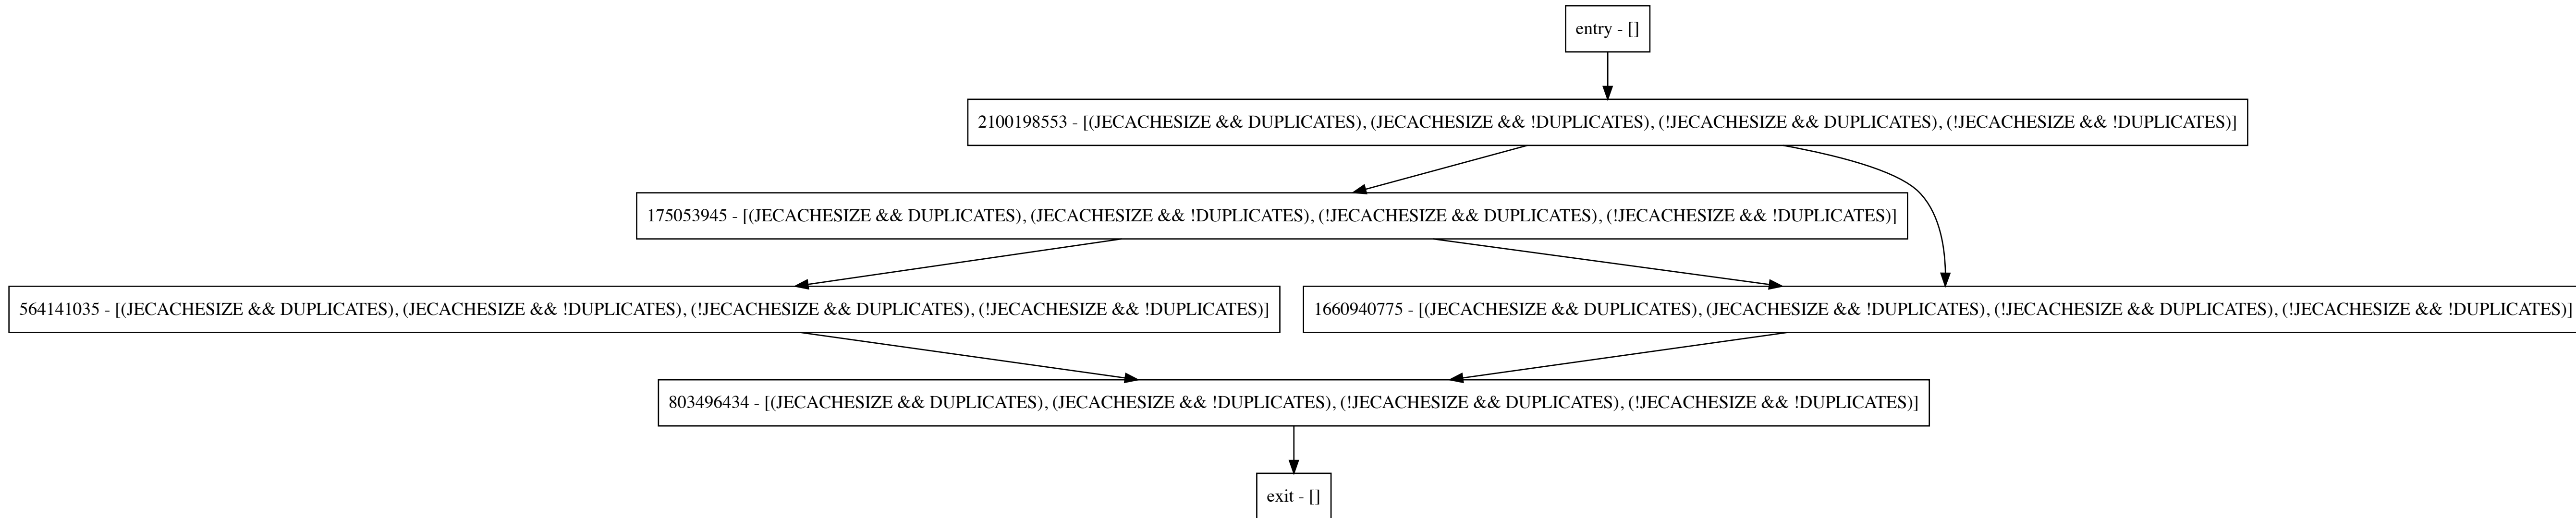 entry - []
2100198553 - [(JECACHESIZE && DUPLICATES), (JECACHESIZE && !DUPLICATES), (!JECACHESIZE && DUPLICATES), (!JECACHESIZE && !DUPLICATES)]
175053945 - [(JECACHESIZE && DUPLICATES), (JECACHESIZE && !DUPLICATES), (!JECACHESIZE && DUPLICATES), (!JECACHESIZE && !DUPLICATES)]
564141035 - [(JECACHESIZE && DUPLICATES), (JECACHESIZE && !DUPLICATES), (!JECACHESIZE && DUPLICATES), (!JECACHESIZE && !DUPLICATES)]
1660940775 - [(JECACHESIZE && DUPLICATES), (JECACHESIZE && !DUPLICATES), (!JECACHESIZE && DUPLICATES), (!JECACHESIZE && !DUPLICATES)]
803496434 - [(JECACHESIZE && DUPLICATES), (JECACHESIZE && !DUPLICATES), (!JECACHESIZE && DUPLICATES), (!JECACHESIZE && !DUPLICATES)]
exit - []